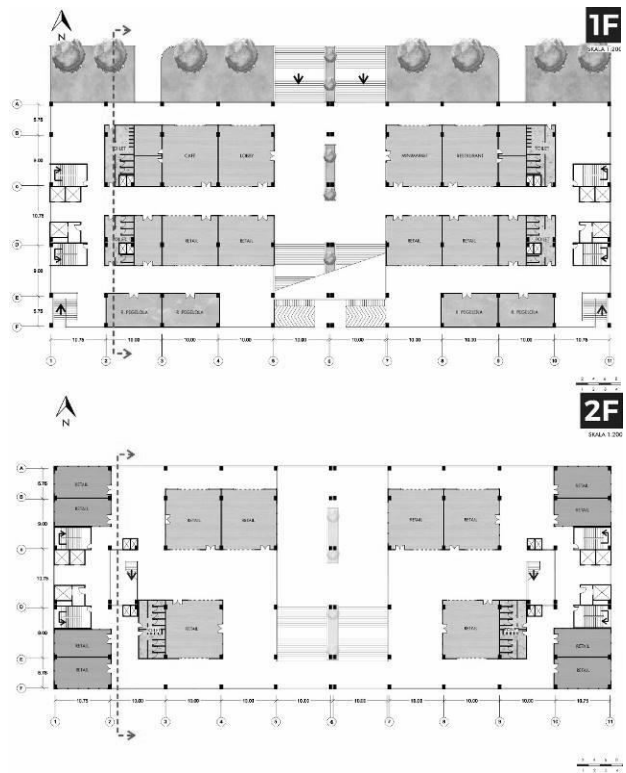 1F
SKALA 1:200
N
A
5.75
B
TOILET
CAFE
LOBBY
MINIMARKET
RESTAURANT
TOILET
9.00
C
10.75
D
TOILET
RETAIL
RETAIL
RETAIL
RETAIL
TOILET
9.00
E
R. PEGELOLA
R. PEGELOLA
R. PEGELOLA
R. PEGELOLA
5.75
F
10.75 10.00 10.00 10.00 10.00 10.00 10.00 10.00 10.00 10.75
1 2 3 4 5 6 7 8 9 10 11
2F
SKALA 1:200
N
A
RETAIL
RETAIL
5.75
B
RETAIL
RETAIL
RETAIL
RETAIL
RETAIL
RETAIL
9.00
10.75
D
RETAIL
RETAIL
9.00
RETAIL
RETAIL
E
RETAIL
RETAIL
5.75
F
10.75 10.00 10.00 10.00 10.00 10.00 10.00 10.00 10.00 10.75
1 2 3 4 5 6 7 8 9 10 11